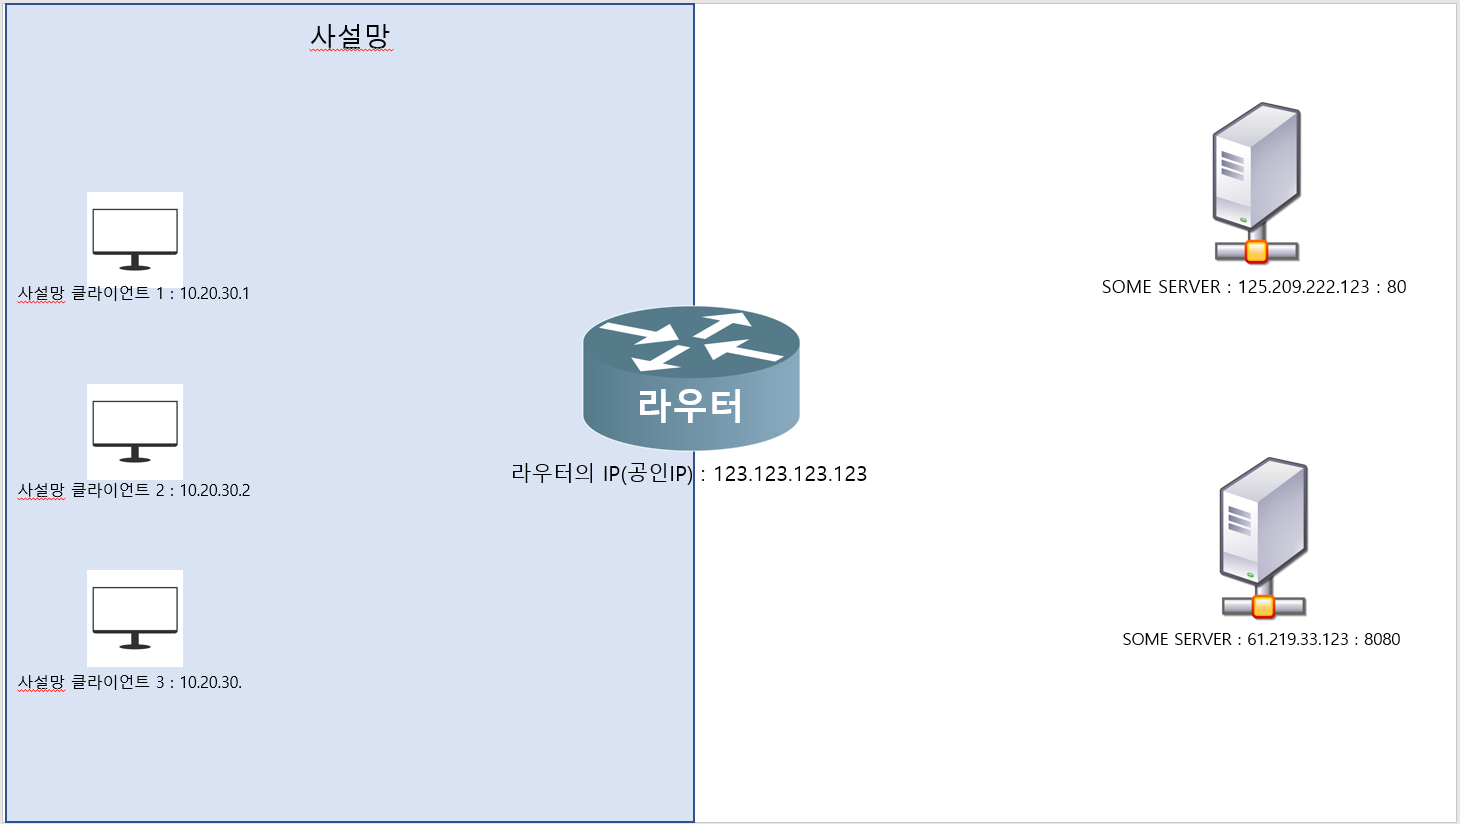 사설망
사설망 클라이언트 1 : 10.20.30.1
SOME SERVER : 125.209.222.123 : 80
라우터
라우터의 IP(공인IP) : 123.123.123.123
사설망 클라이언트 2 : 10.20.30.2
SOME SERVER : 61.219.33.123 : 8080
사설망 클라이언트 3 : 10.20.30.